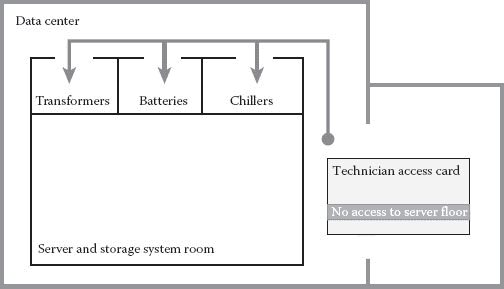 Data center
Transformers
Batteries
Chillers
Technician access card
No access to server floor
Server and storage system room